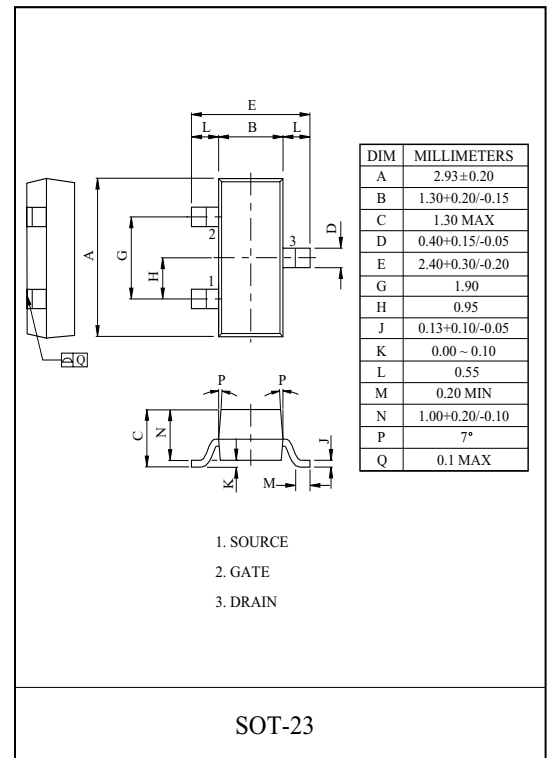 E
L B L
D
3
2
A
G
H
1
Q
P P
C
N
J
K
M
DIM MILLIMETERS
A 2.93±0.20
B 1.30+0.20/-0.15
C 1.30 MAX
D 0.40+0.15/-0.05
E 2.40+0.30/-0.20
G 1.90
H 0.95
J 0.13+0.10/-0.05
K 0.00 ~ 0.10
L 0.55
M 0.20 MIN
N 1.00+0.20/-0.10
P 7°
Q 0.1 MAX
1. SOURCE
2. GATE
3. DRAIN
SOT-23